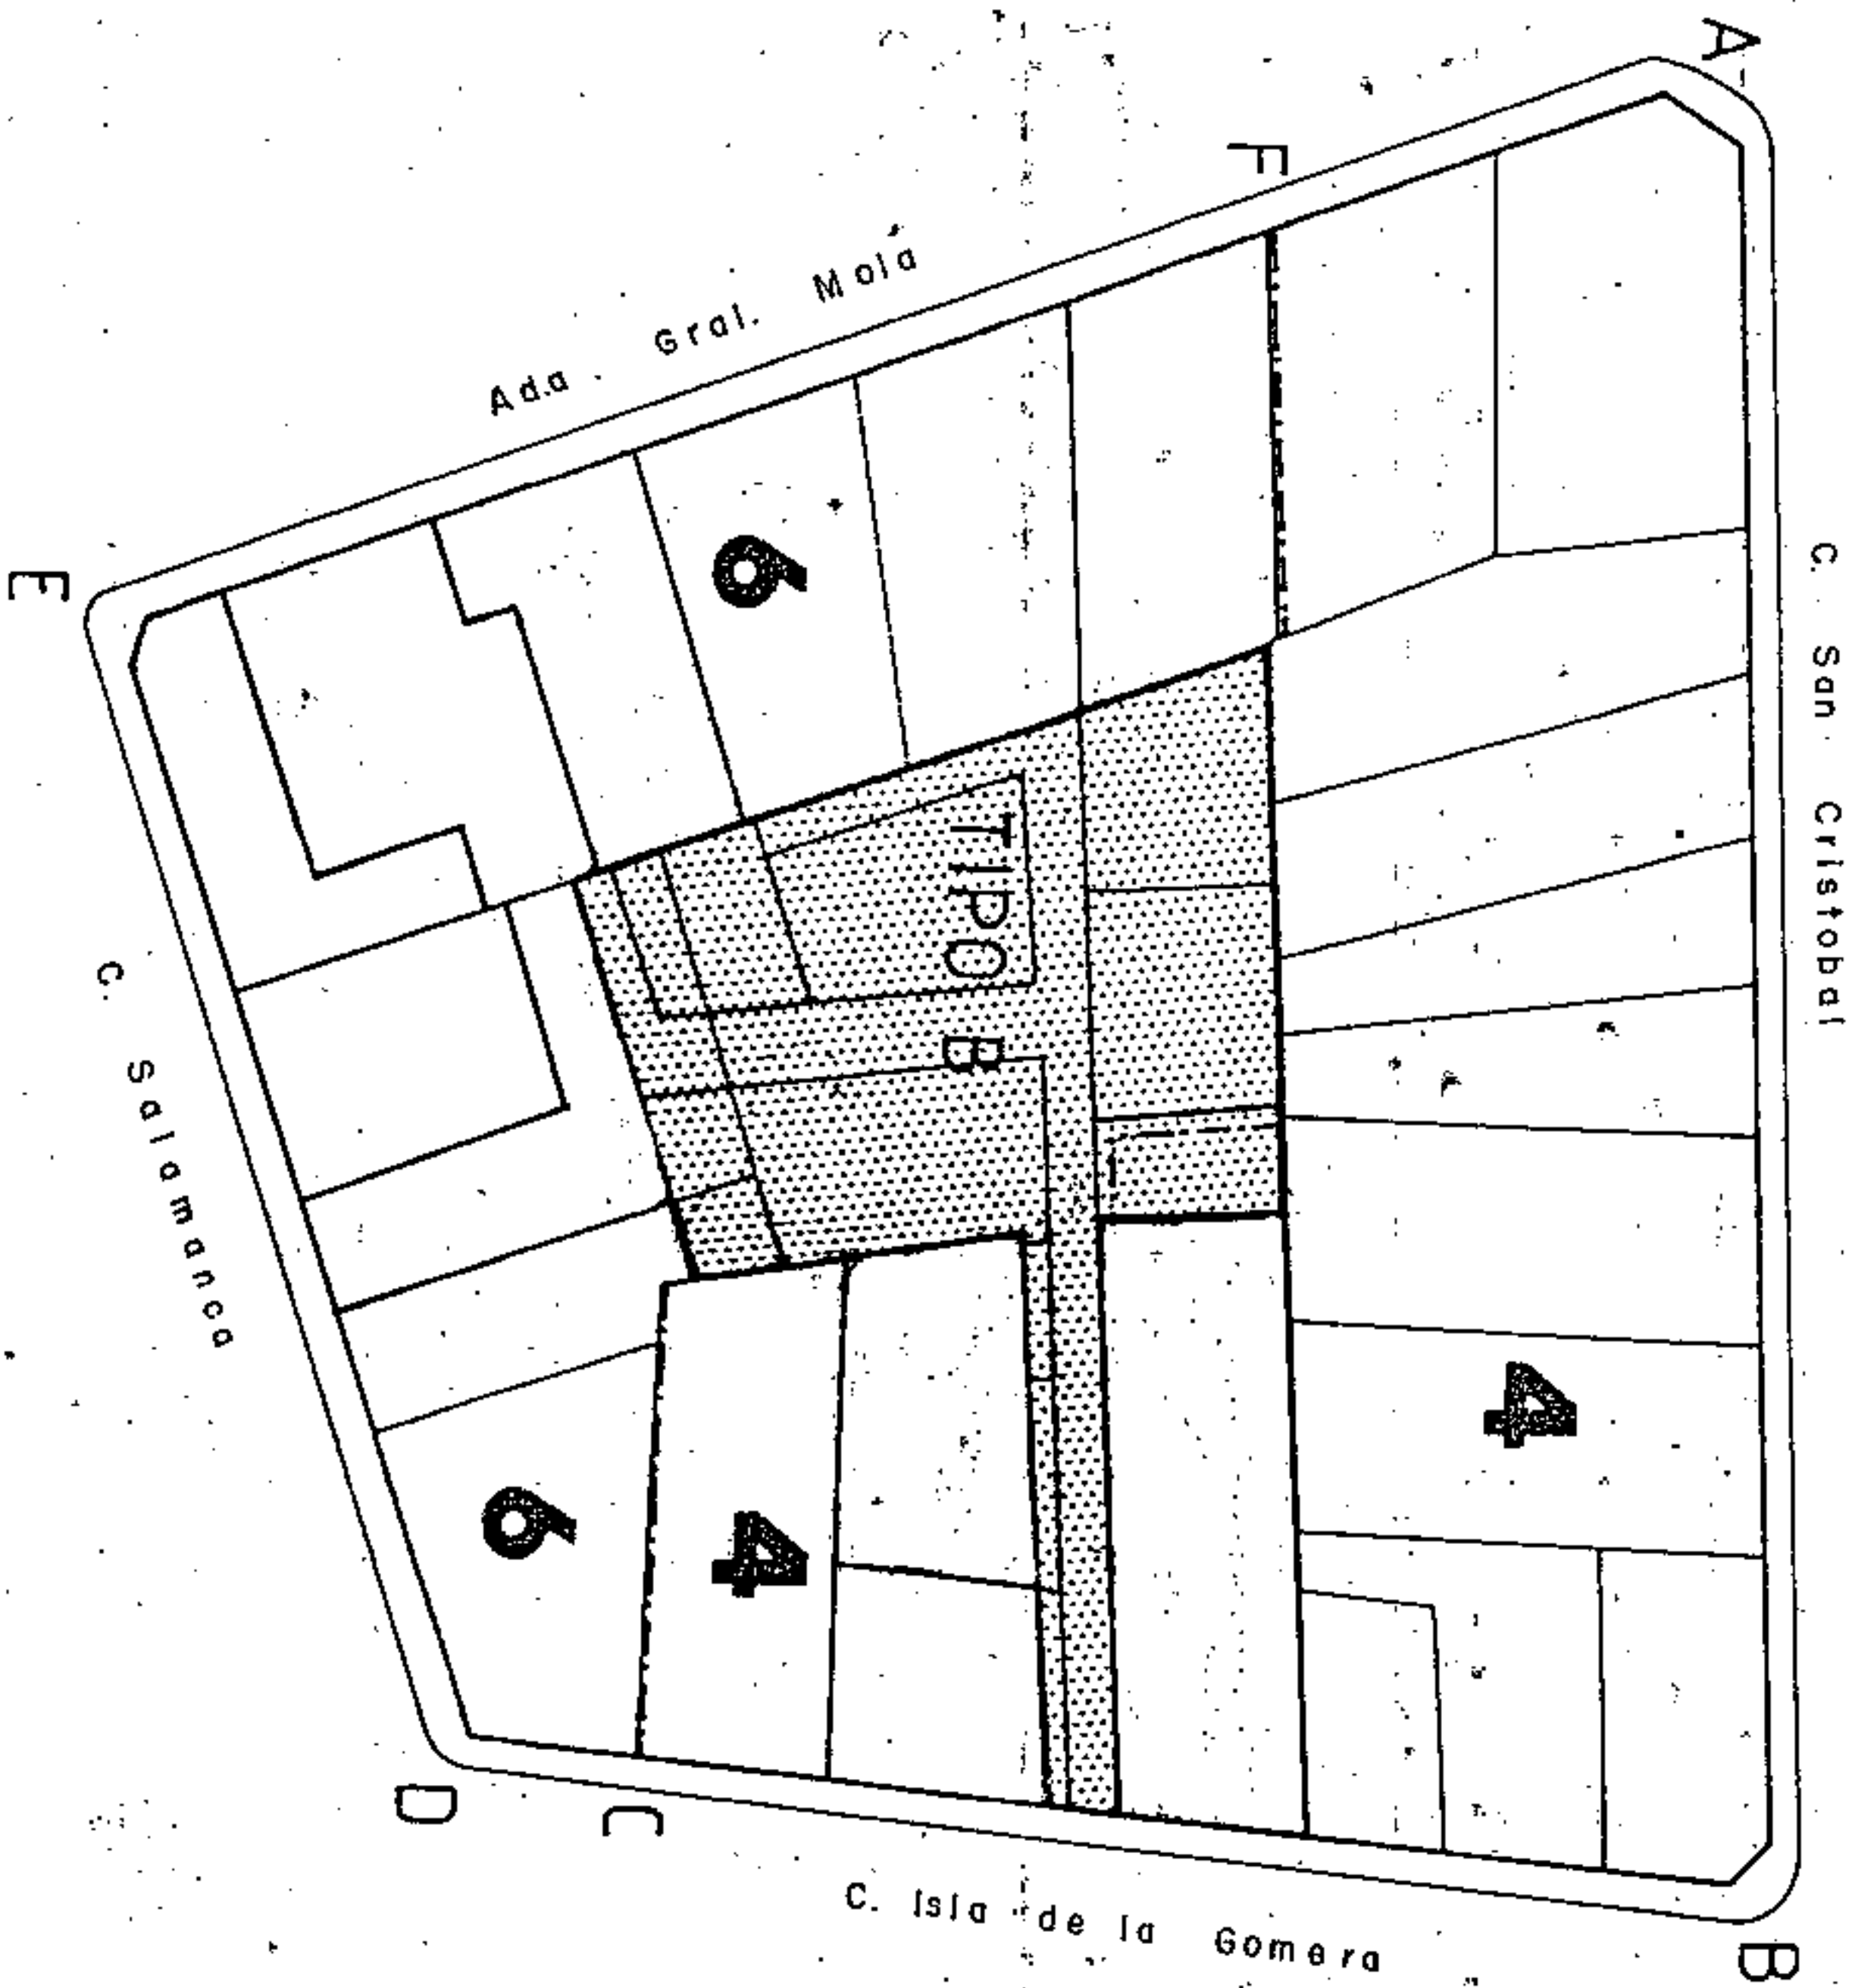 A
F
Ada. Gral. Mola
E
C. San Cristobal
6
TIPO B
C. Salamanca
4
6
4
D
C
C. Isla de la Gomera
B